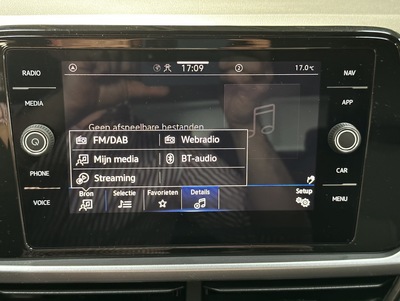 RADIO
17:09
2
17.0°C
NAV
MEDIA
APP
Geen afspeelbare bestanden
FM/DAB
Webradio
Mijn media
BT-audio
Streaming
PHONE
CAR
Bron
Selectie
Favorieten
Details
Setup
VOICE
MENU